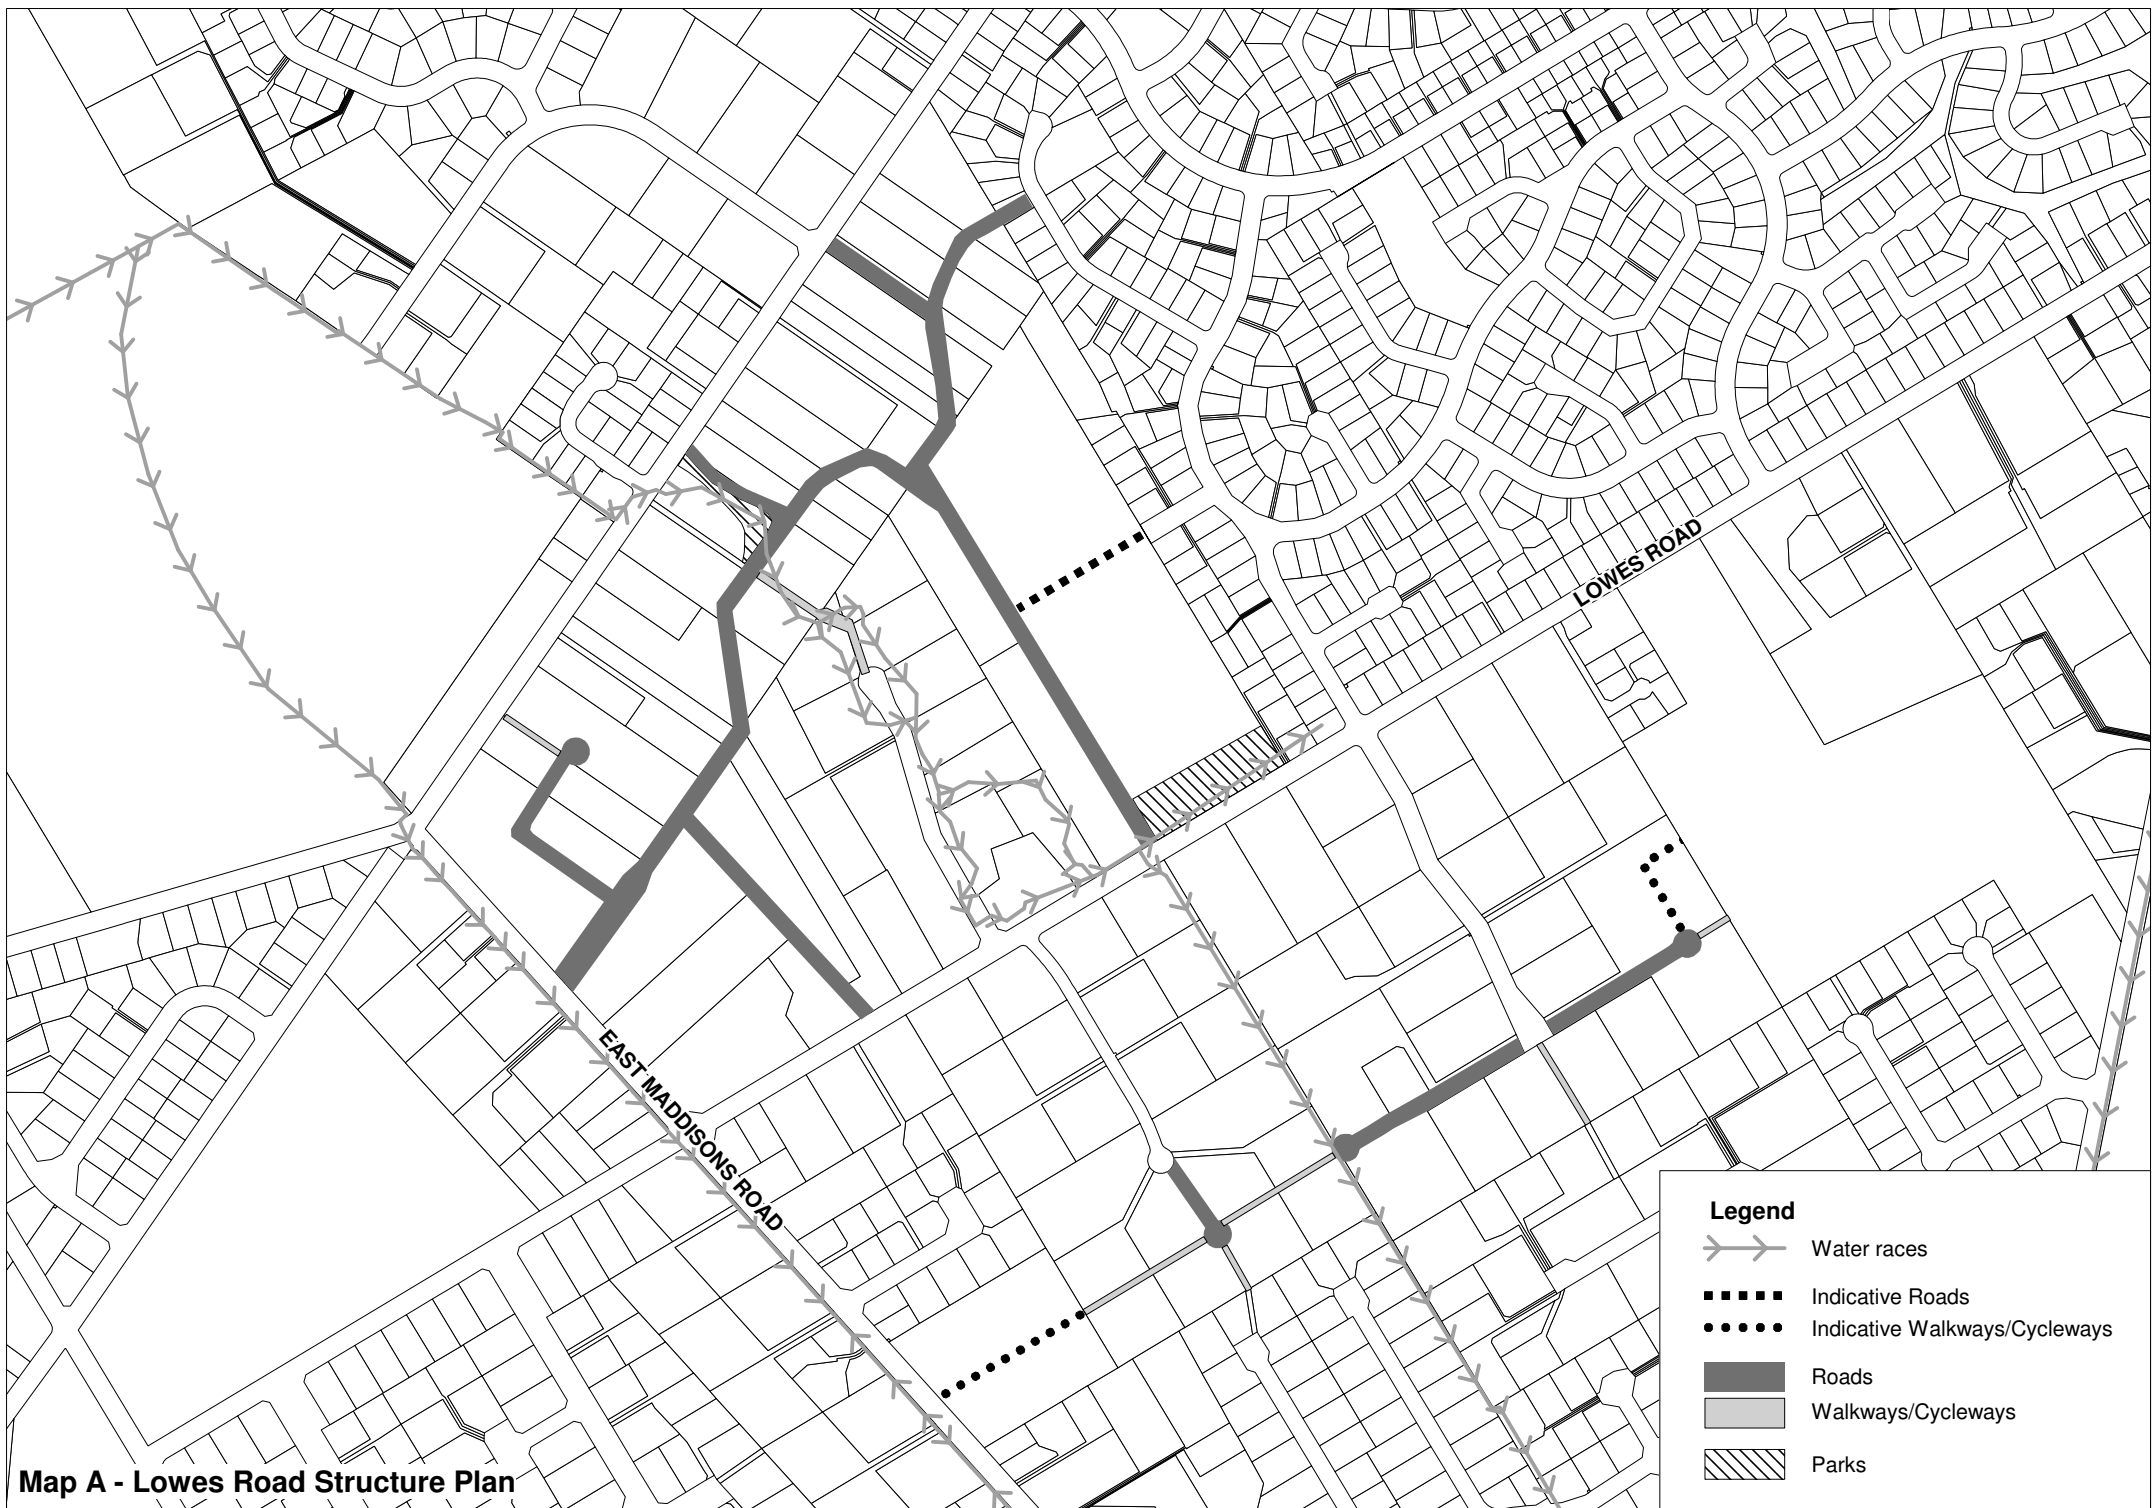 LOWES ROAD
EAST MADDISONS ROAD
Legend
Water races
Indicative Roads
Indicative Walkways/Cycleways
Roads
Walkways/Cycleways
Parks
Map A - Lowes Road Structure Plan